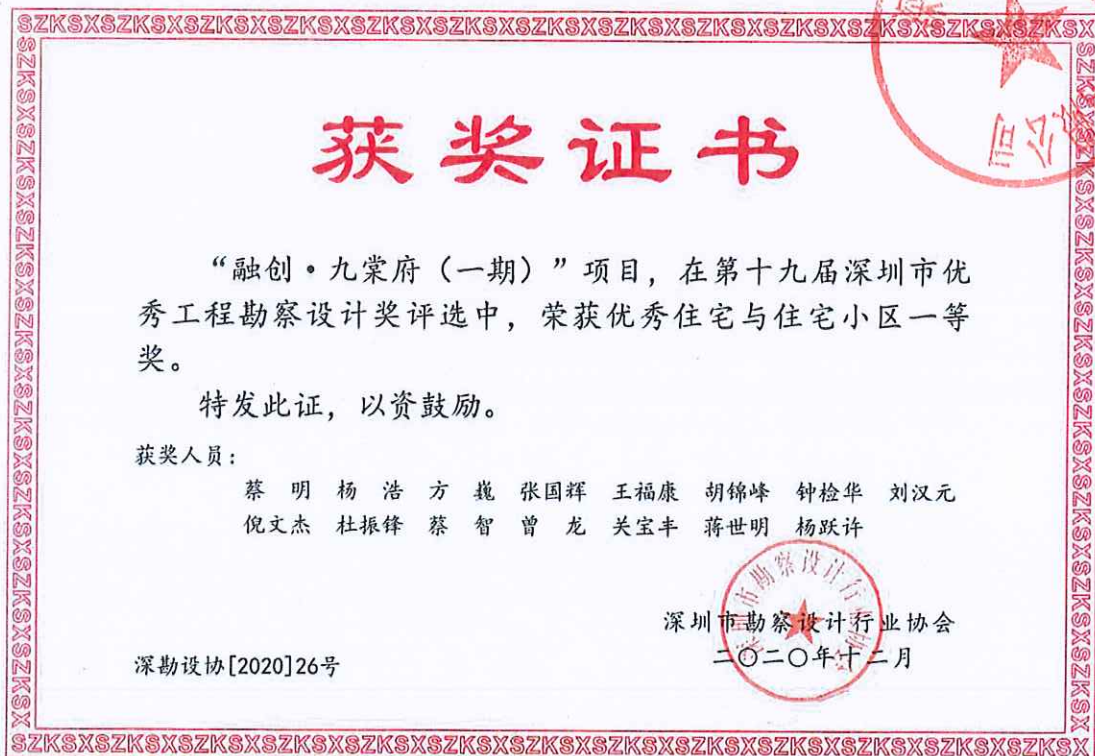 SZKSXSZKSXSZKSXSZKSXSZKSXSZKSXSZKSXSZKSXSZKSXSZKSXSZKSX
获奖证书
“融创·九棠府（一期）”项目，在第十九届深圳市优
秀工程勘察设计奖评选中，荣获优秀住宅与住宅小区一等
奖。
特发此证，以资鼓励。
获奖人员：
蔡 明 杨 浩 方 巍 张国辉 王福康 胡锦峰 钟检华 刘汉元
倪文杰 杜振锋 蔡 智 曾 龙 关宝丰 蒋世明 杨跃许
深圳市勘察设计行业协会
二〇二〇年十二月
深勘设协[2020]26号